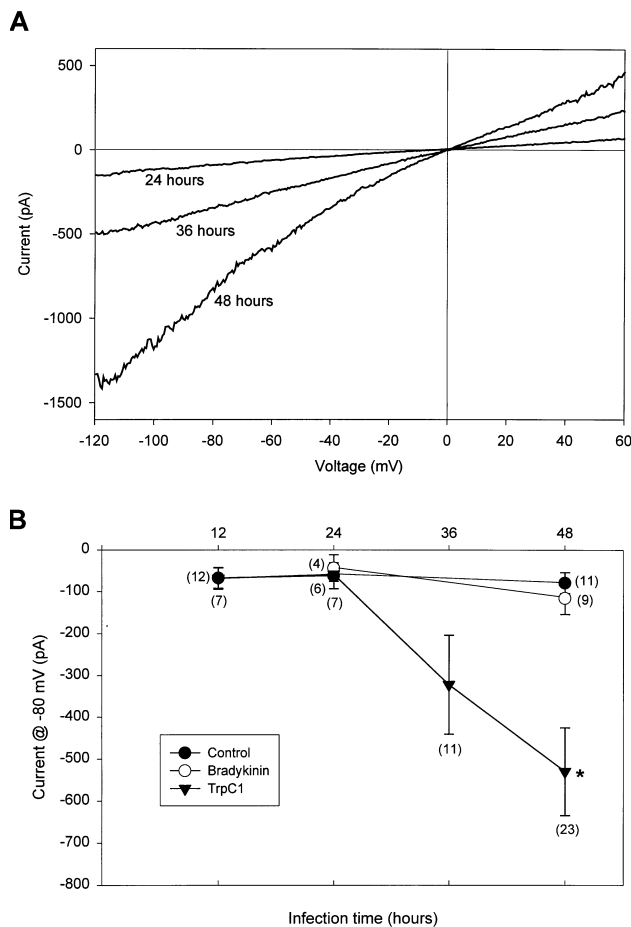 A
500
0
-500
-1000
-1500
Current (pA)
24 hours
36 hours
48 hours
-120 -100 -80 -60 -40 -20 0 20 40 60
Voltage (mV)
B
12 24 36 48
0
-100
-200
-300
-400
-500
-600
-700
-800
Current @ -80 mV (pA)
(12)
(7)
(4)
(6)
(7)
(11)
(9)
(11)
*
(23)
Control
Bradykinin
TrpC1
Infection time (hours)